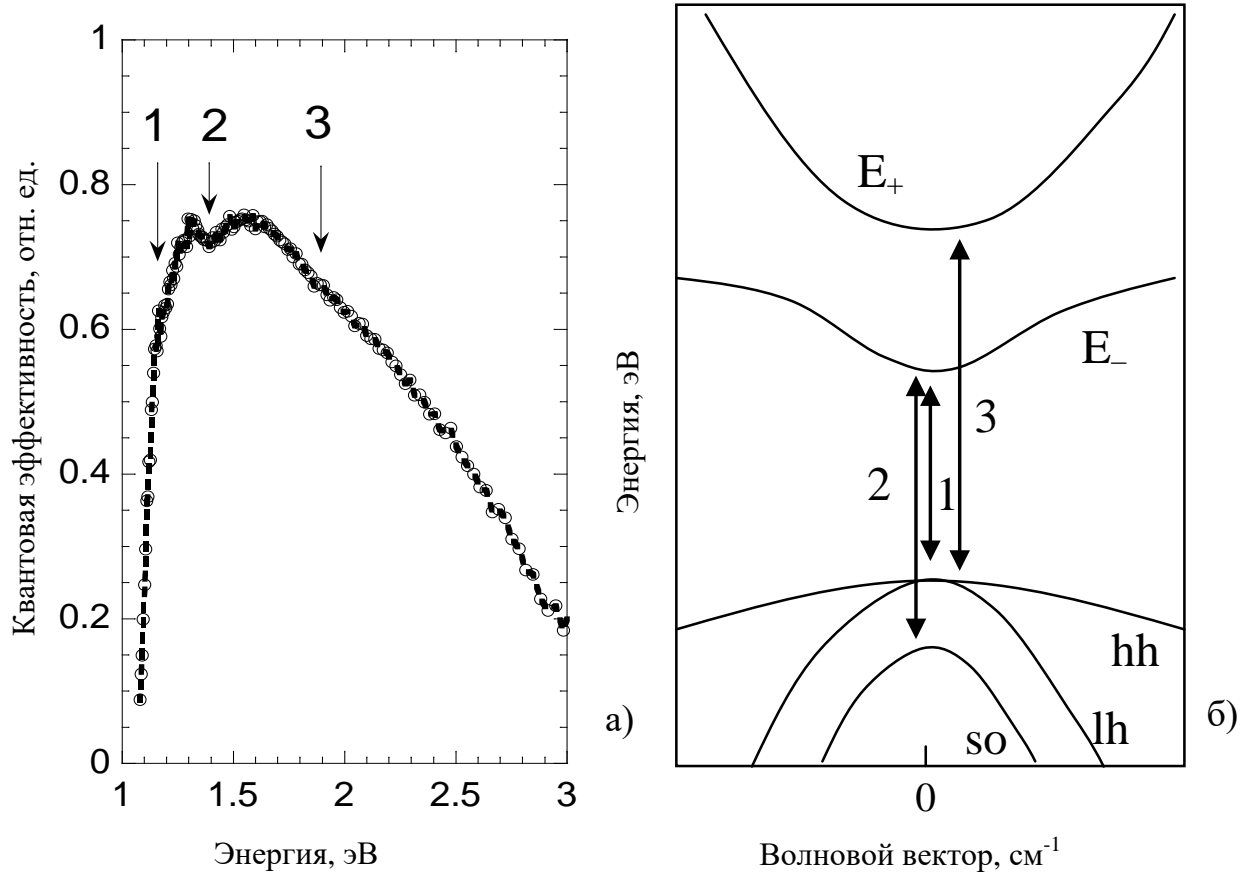 Квантовая эффективность, отн. ед.
1
0.8
0.6
0.4
0.2
0
1
2
3
1
1.5
2
2.5
3
Энергия, эВ
а)
Энергия, эВ
E+
E−
3
2
1
hh
lh
so
0
Волновой вектор, см-1
б)